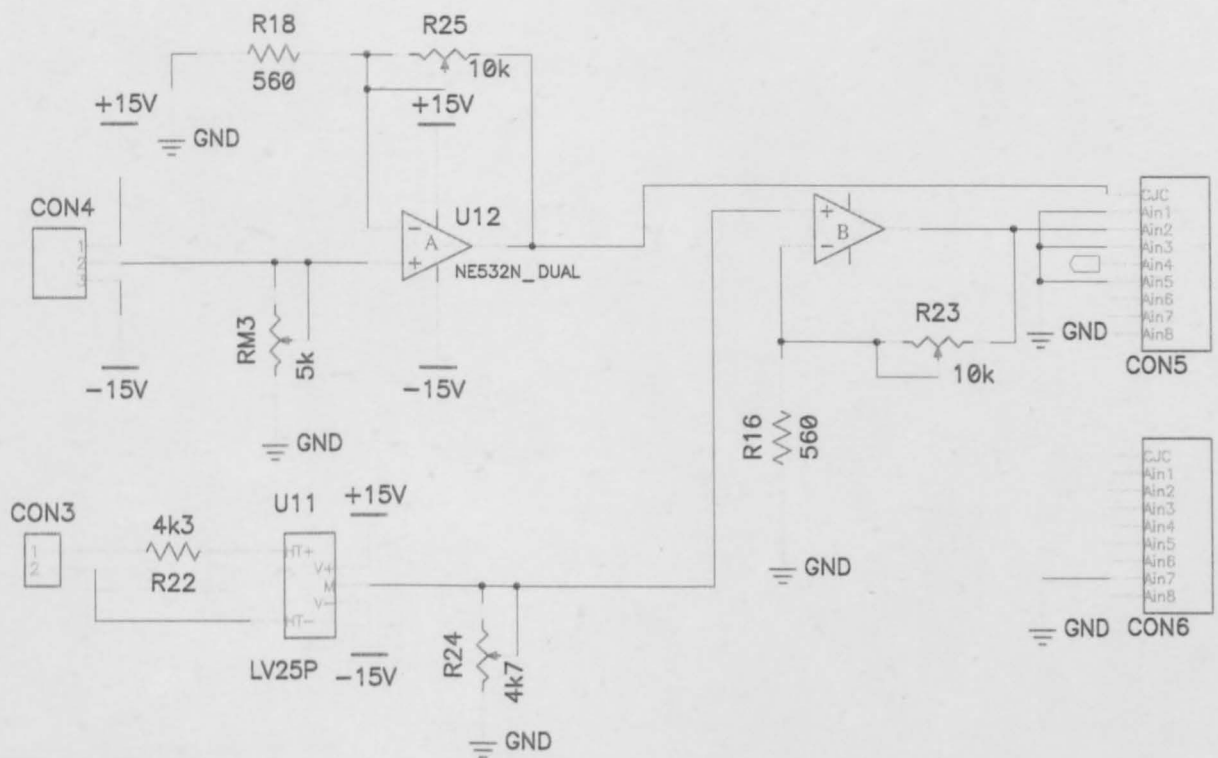 R18
560
R25
10k
+15V
+15V
GND
CON4
1
2
3
A
U12
NE532N_DUAL
RM3
5k
-15V
-15V
GND
B
R23
10k
R16
560
GND
GND
CJC
Ain1
Ain2
Ain3
Ain4
Ain5
Ain6
Ain7
Ain8
CON5
CJC
Ain1
Ain2
Ain3
Ain4
Ain5
Ain6
Ain7
Ain8
GND
CON6
CON3
1
2
4k3
R22
U11
HT+
V+
M
V-
HT-
LV25P
+15V
-15V
R24
4k7
GND